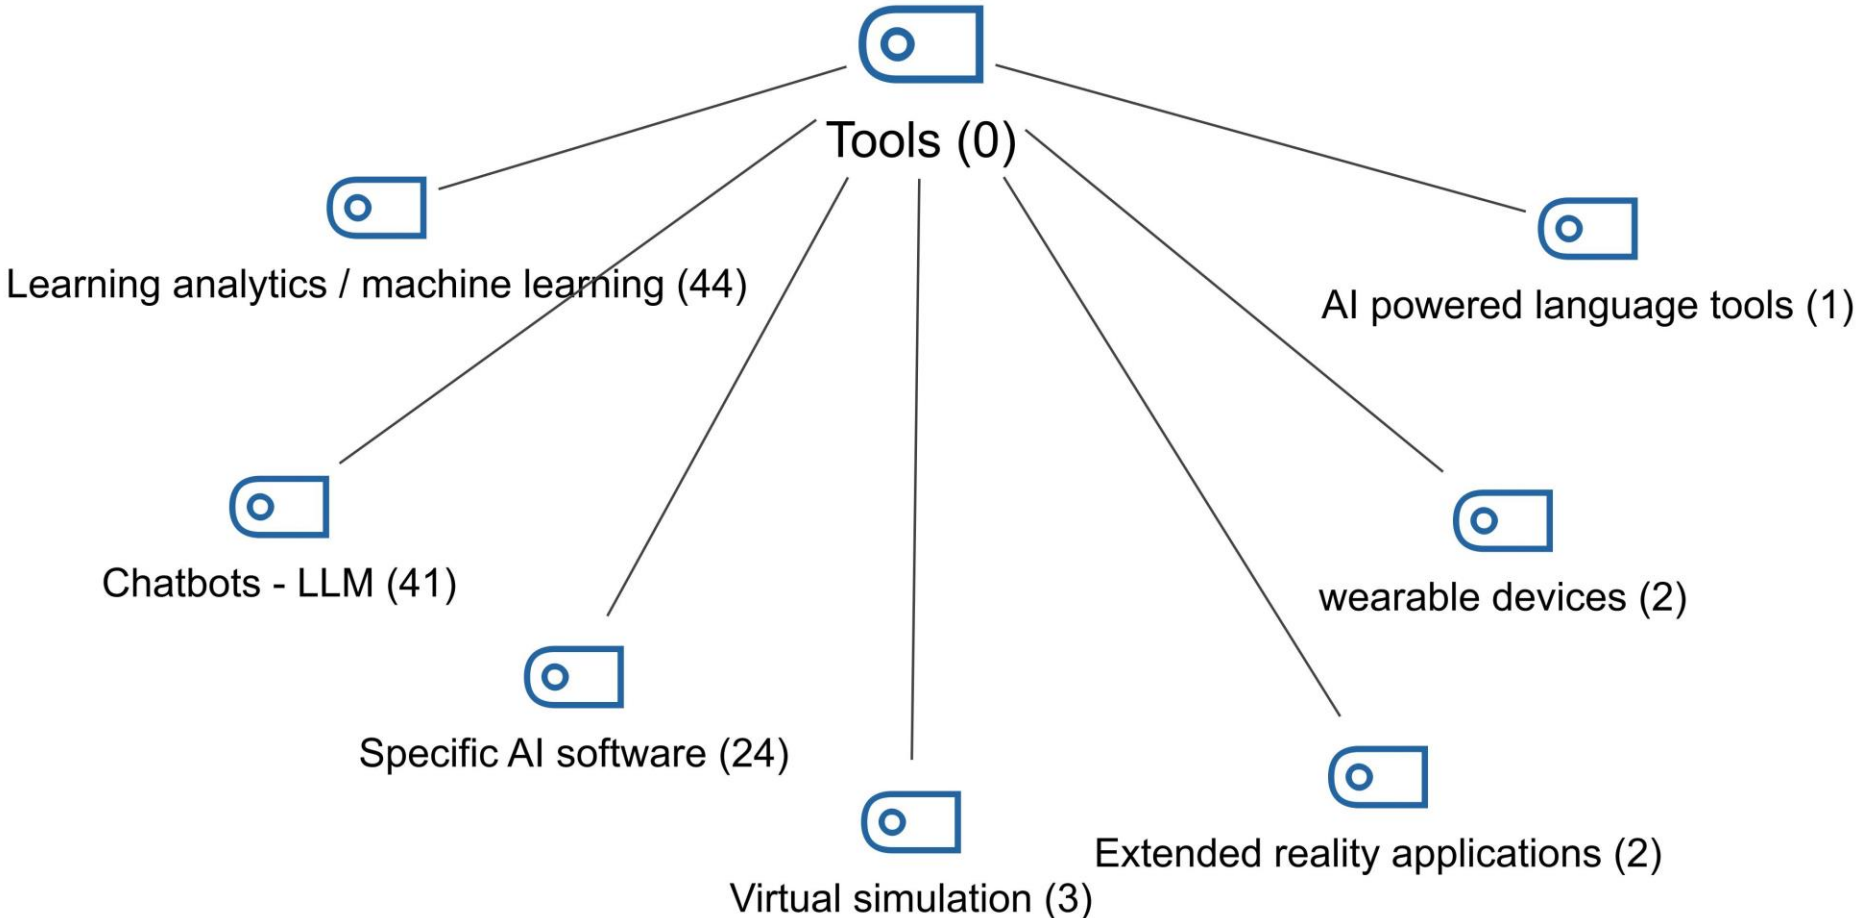 Tools (0)
Learning analytics / machine learning (44)
AI powered language tools (1)
Chatbots - LLM (41)
wearable devices (2)
Specific AI software (24)
Extended reality applications (2)
Virtual simulation (3)